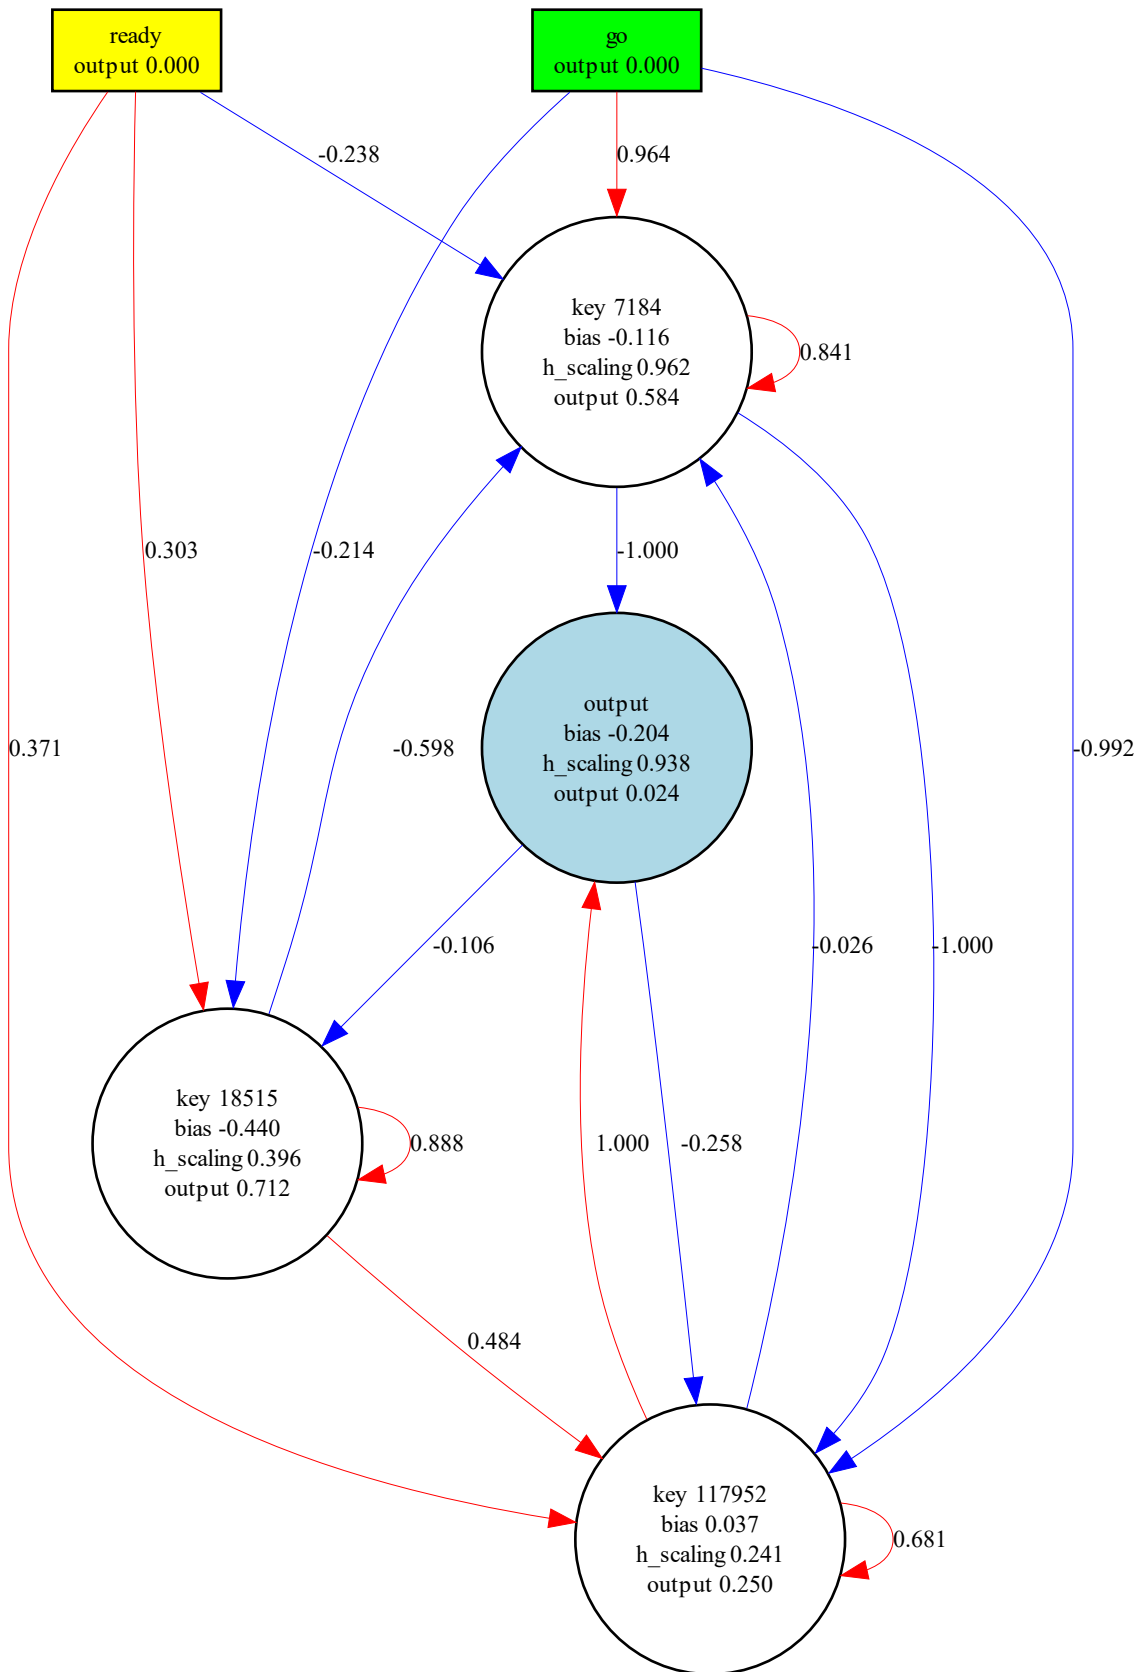 ready
output 0.000
go
output 0.000
-0.238
0.964
key 7184
bias -0.116
h_scaling 0.962
output 0.584
0.841
0.303
-0.214
-1.000
output
bias -0.204
h_scaling 0.938
output 0.024
0.371
-0.598
-0.992
-0.106
-0.026
-1.000
key 18515
bias -0.440
h_scaling 0.396
output 0.712
0.888
1.000
-0.258
0.484
key 117952
bias 0.037
h_scaling 0.241
output 0.250
0.681